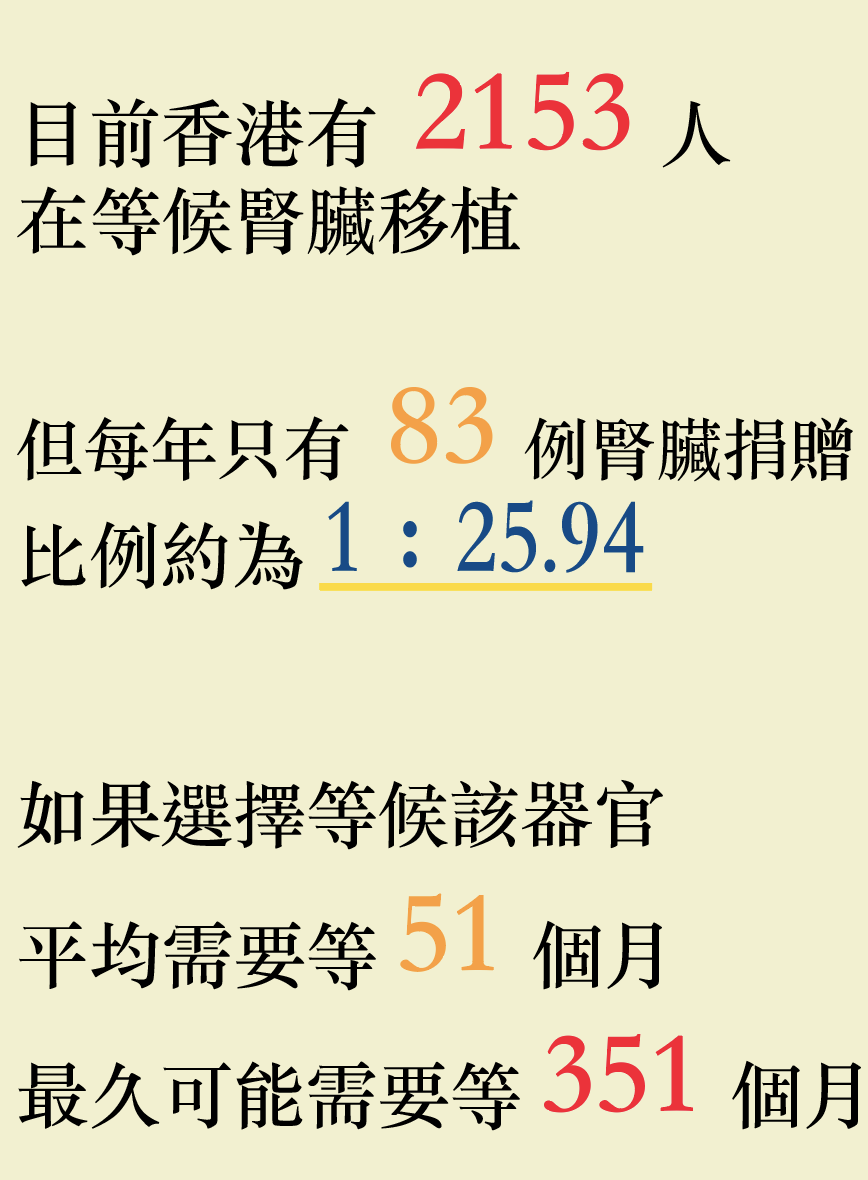 目前香港有 2153 人
在等候腎臟移植
但每年只有 83 例腎臟捐贈
比例約為 1：25.94
如果選擇等候該器官
平均需要等 51 個月
最久可能需要等 351 個月